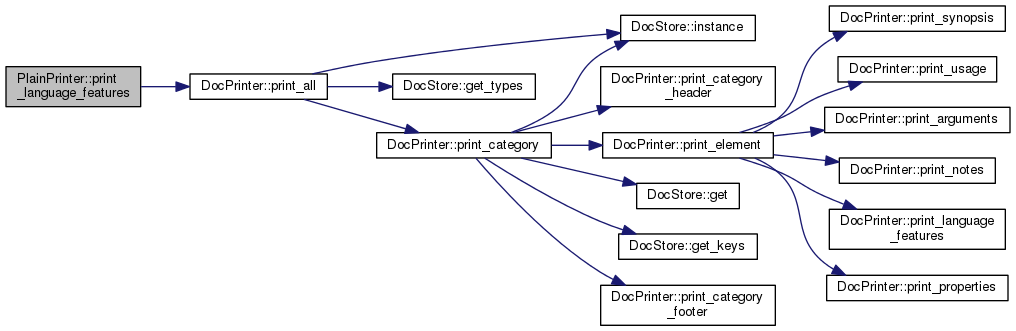 PlainPrinter::print
_language_features
DocPrinter::print_all
DocStore::instance
DocStore::get_types
DocPrinter::print_category
DocPrinter::print_category
_header
DocPrinter::print_element
DocStore::get
DocStore::get_keys
DocPrinter::print_category
_footer
DocPrinter::print_synopsis
DocPrinter::print_usage
DocPrinter::print_arguments
DocPrinter::print_notes
DocPrinter::print_language
_features
DocPrinter::print_properties